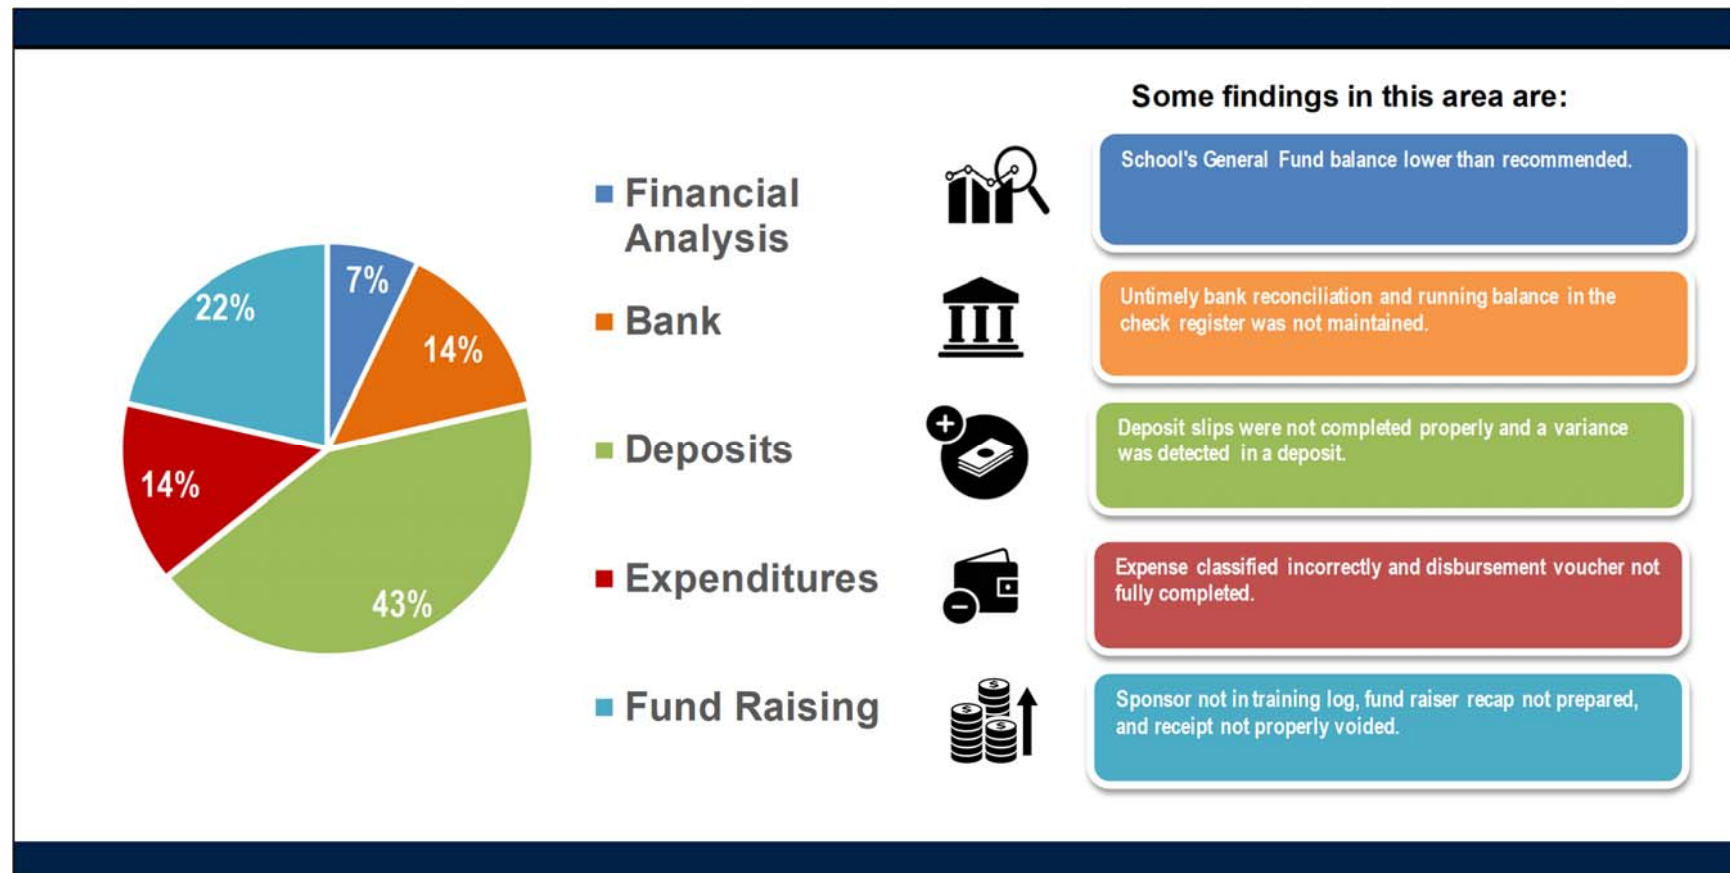 Some findings in this area are:
7%
14%
43%
14%
22%
Financial
Analysis
School's General Fund balance lower than recommended.
Bank
Untimely bank reconciliation and running balance in the
check register was not maintained.
Deposits
Deposit slips were not completed properly and a variance
was detected in a deposit.
Expenditures
Expense classified incorrectly and disbursement voucher not
fully completed.
Fund Raising
Sponsor not in training log, fund raiser recap not prepared,
and receipt not properly voided.